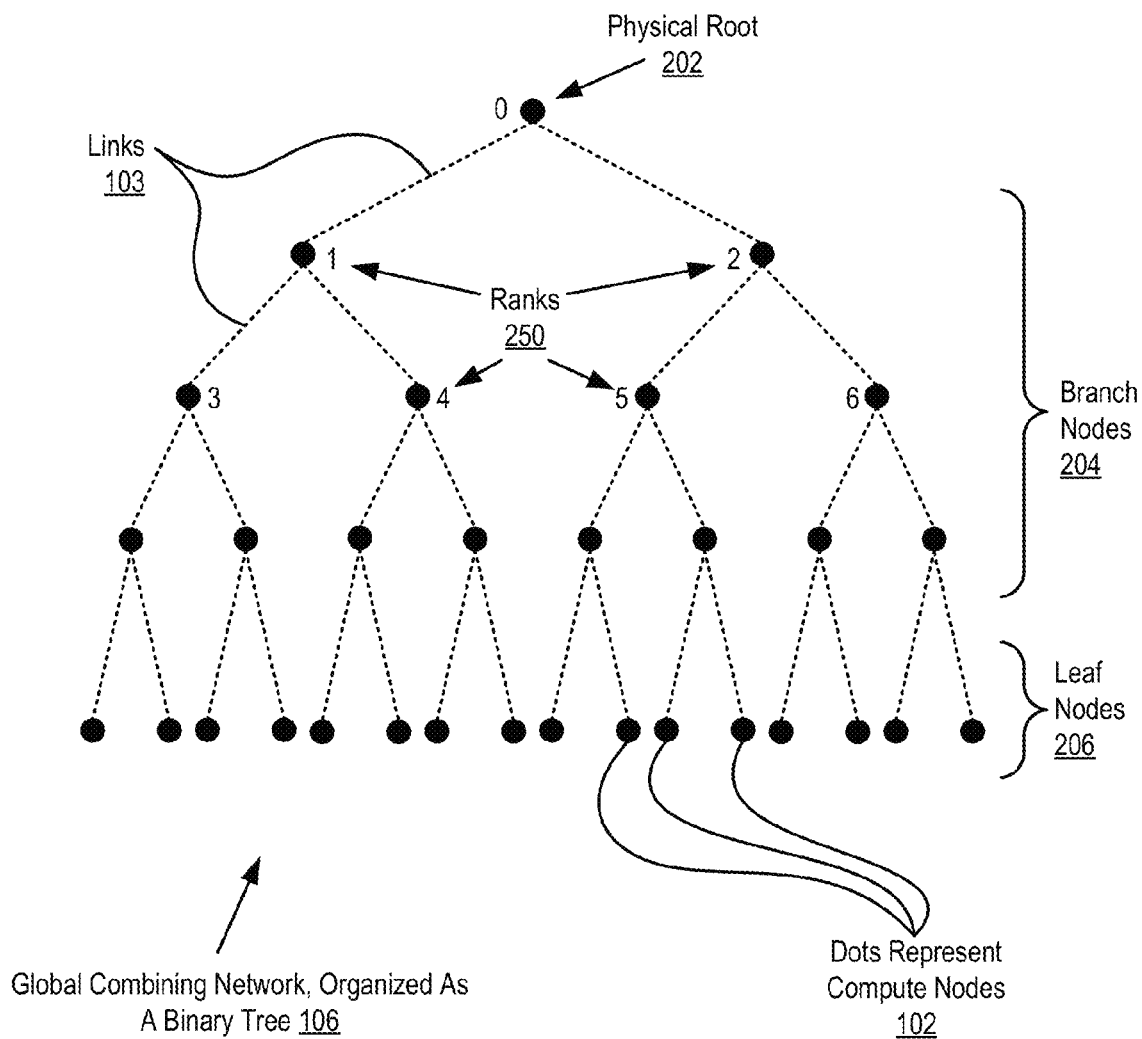 Physical Root
202
0
Links
103
1
2
Ranks
250
3
4
5
6
Branch
Nodes
204
Leaf
Nodes
206
Dots Represent
Compute Nodes
102
Global Combining Network, Organized As
A Binary Tree 106